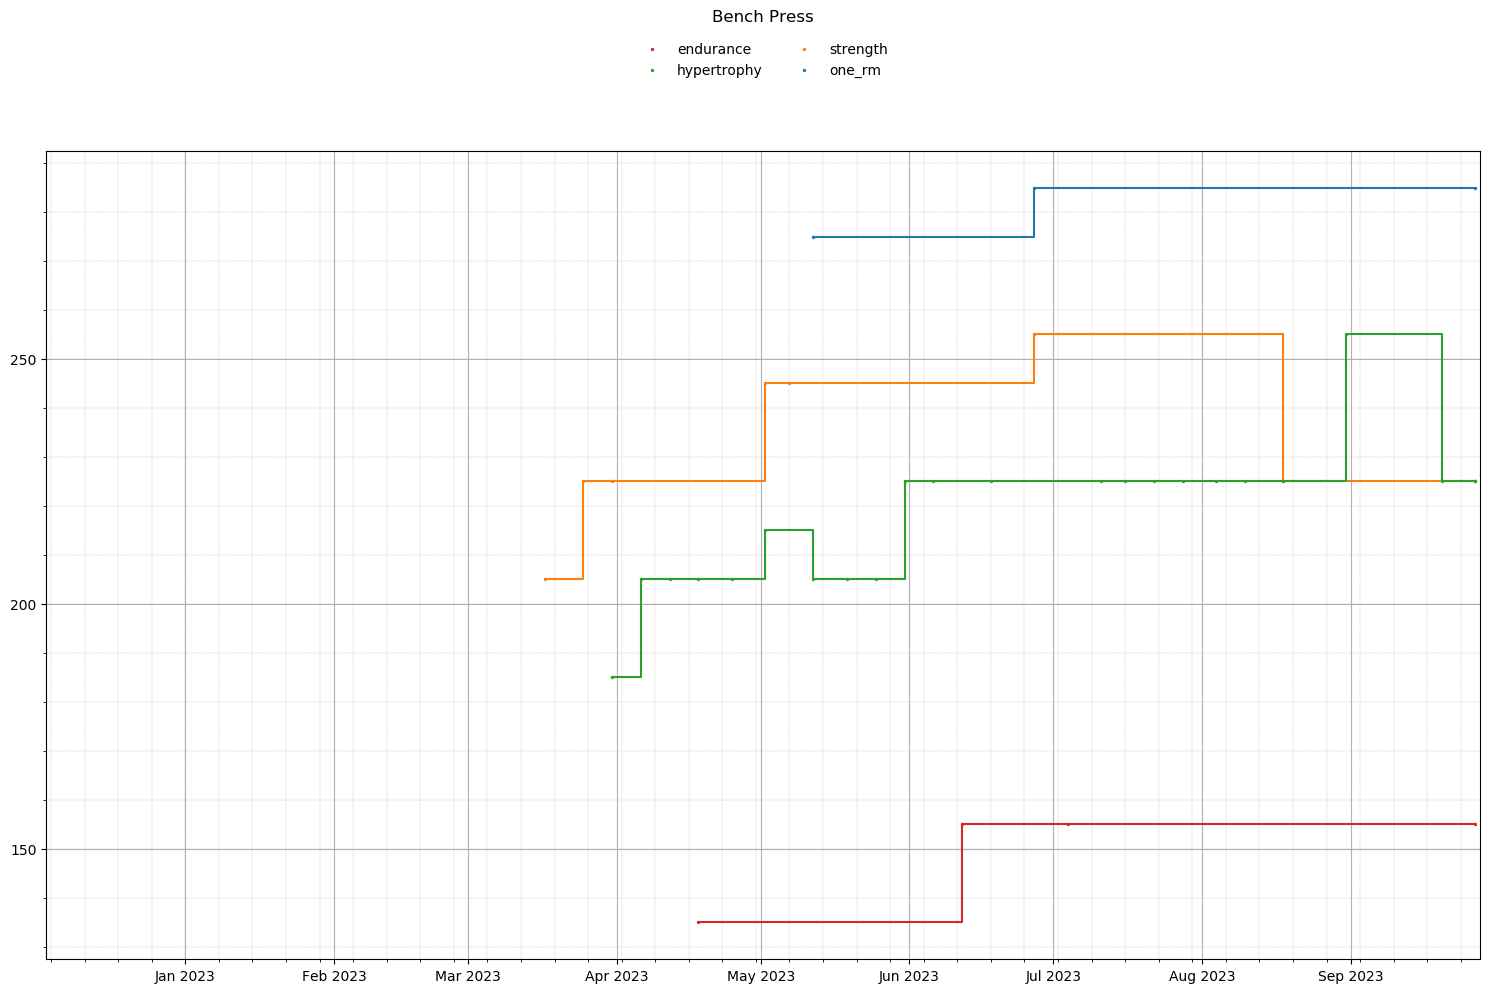 Bench Press
endurance strength
hypertrophy one_rm
250
200
150
Jan 2023 Feb 2023 Mar 2023 Apr 2023 May 2023 Jun 2023 Jul 2023 Aug 2023 Sep 2023